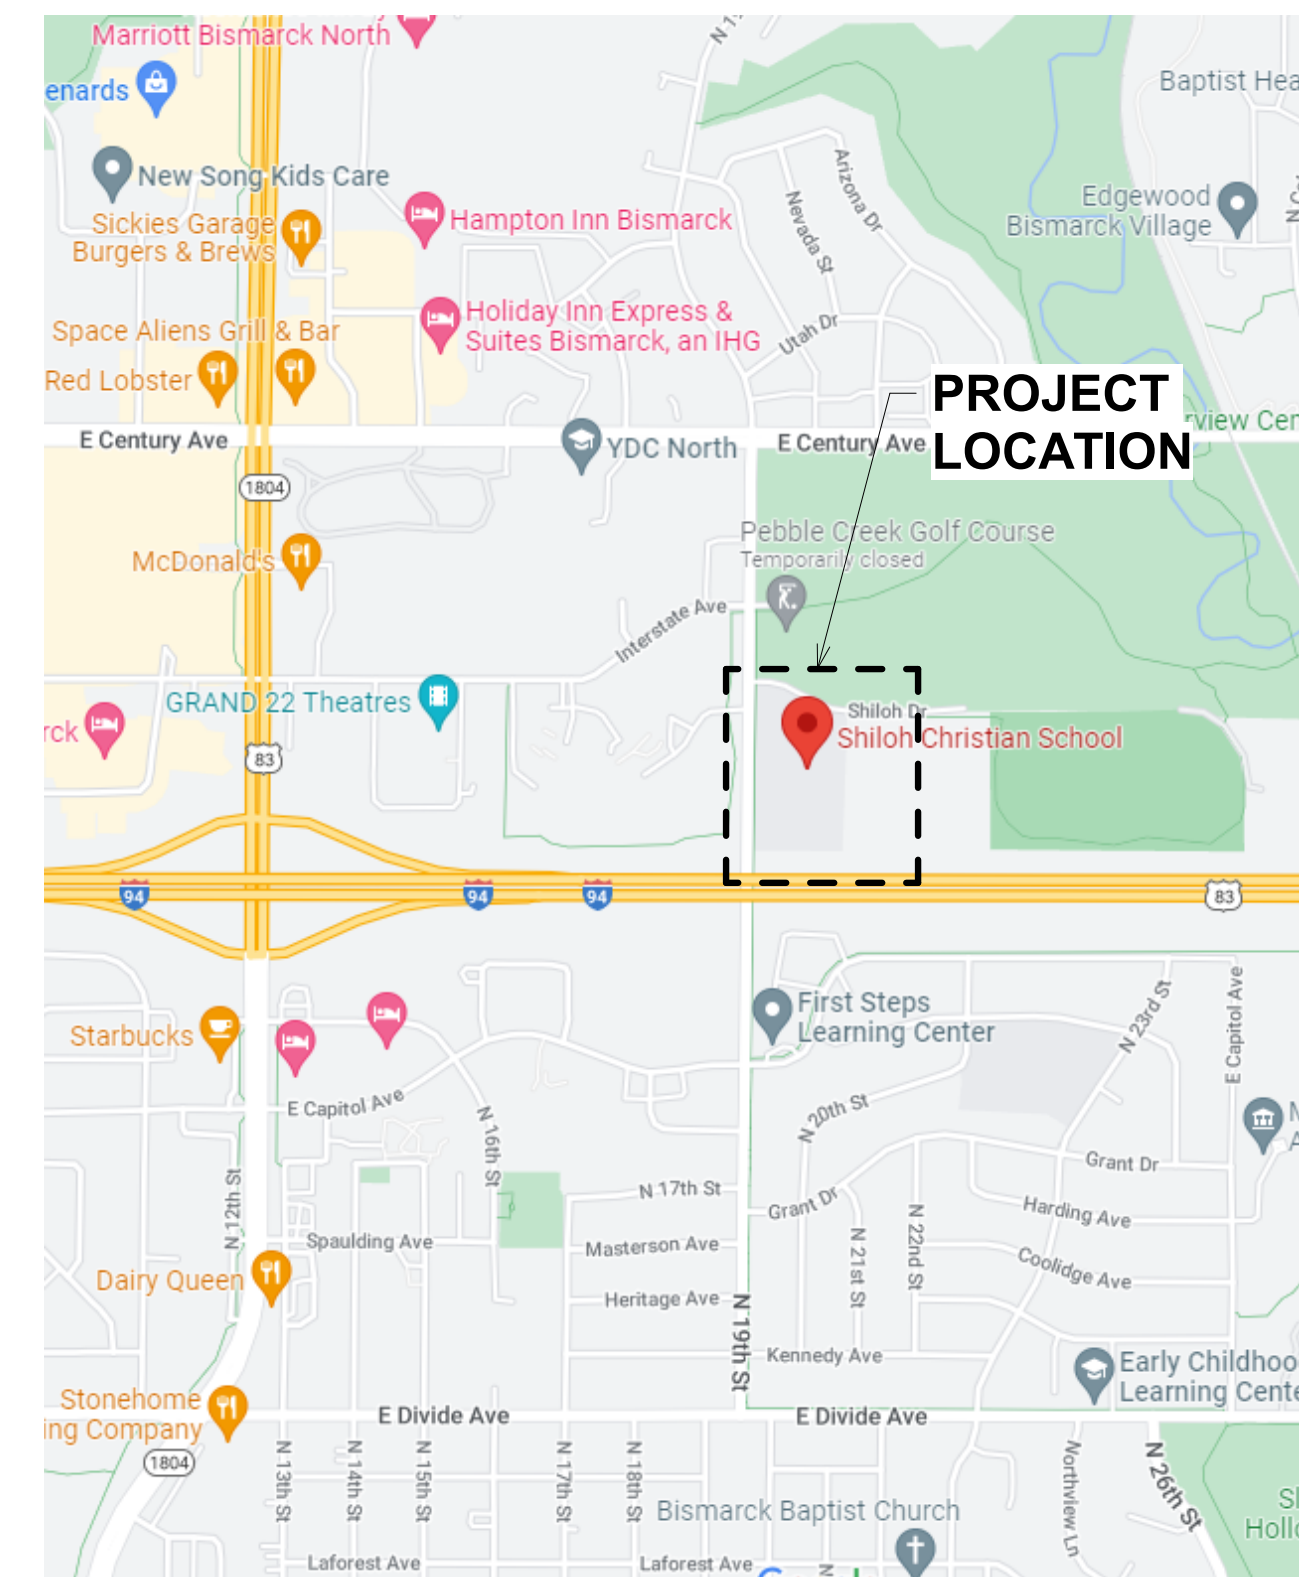 Marriott Bismarck North
enards
Baptist Hea
New Song Kids Care
Arizona Dr
Nevada St
Edgewood
Bismarck Village
Sickies Garage
Burgers & Brews
Hampton Inn Bismarck
Holiday Inn Express &
Suites Bismarck, an IHG
Utah Dr
Space Aliens Grill & Bar
Red Lobster
PROJECT
LOCATION
rview Cen
E Century Ave
YDC North
E Century Ave
1804
McDonald's
Pebble Creek Golf Course
Temporarily closed
Interstate Ave
GRAND 22 Theatres
rck
Shiloh Dr
Shiloh Christian School
83
94
94
94
83
Starbucks
First Steps
Learning Center
N 23rd St
E Capitol Ave
E Capitol Ave
N 16th St
N 20th St
Grant Dr
N 12th St
N 17th St
Grant Dr
Harding Ave
Spaulding Ave
Masterson Ave
N 21st St
N 22nd St
Coolidge Ave
Dairy Queen
Heritage Ave
N 19th St
Kennedy Ave
Early Childhoo
Learning Cente
Stonehome
ing Company
E Divide Ave
E Divide Ave
1804
N 13th St
N 14th St
N 15th St
N 17th St
N 18th St
Northview Ln
N 26th St
Bismarck Baptist Church
Holl
Laforest Ave
Laforest Ave